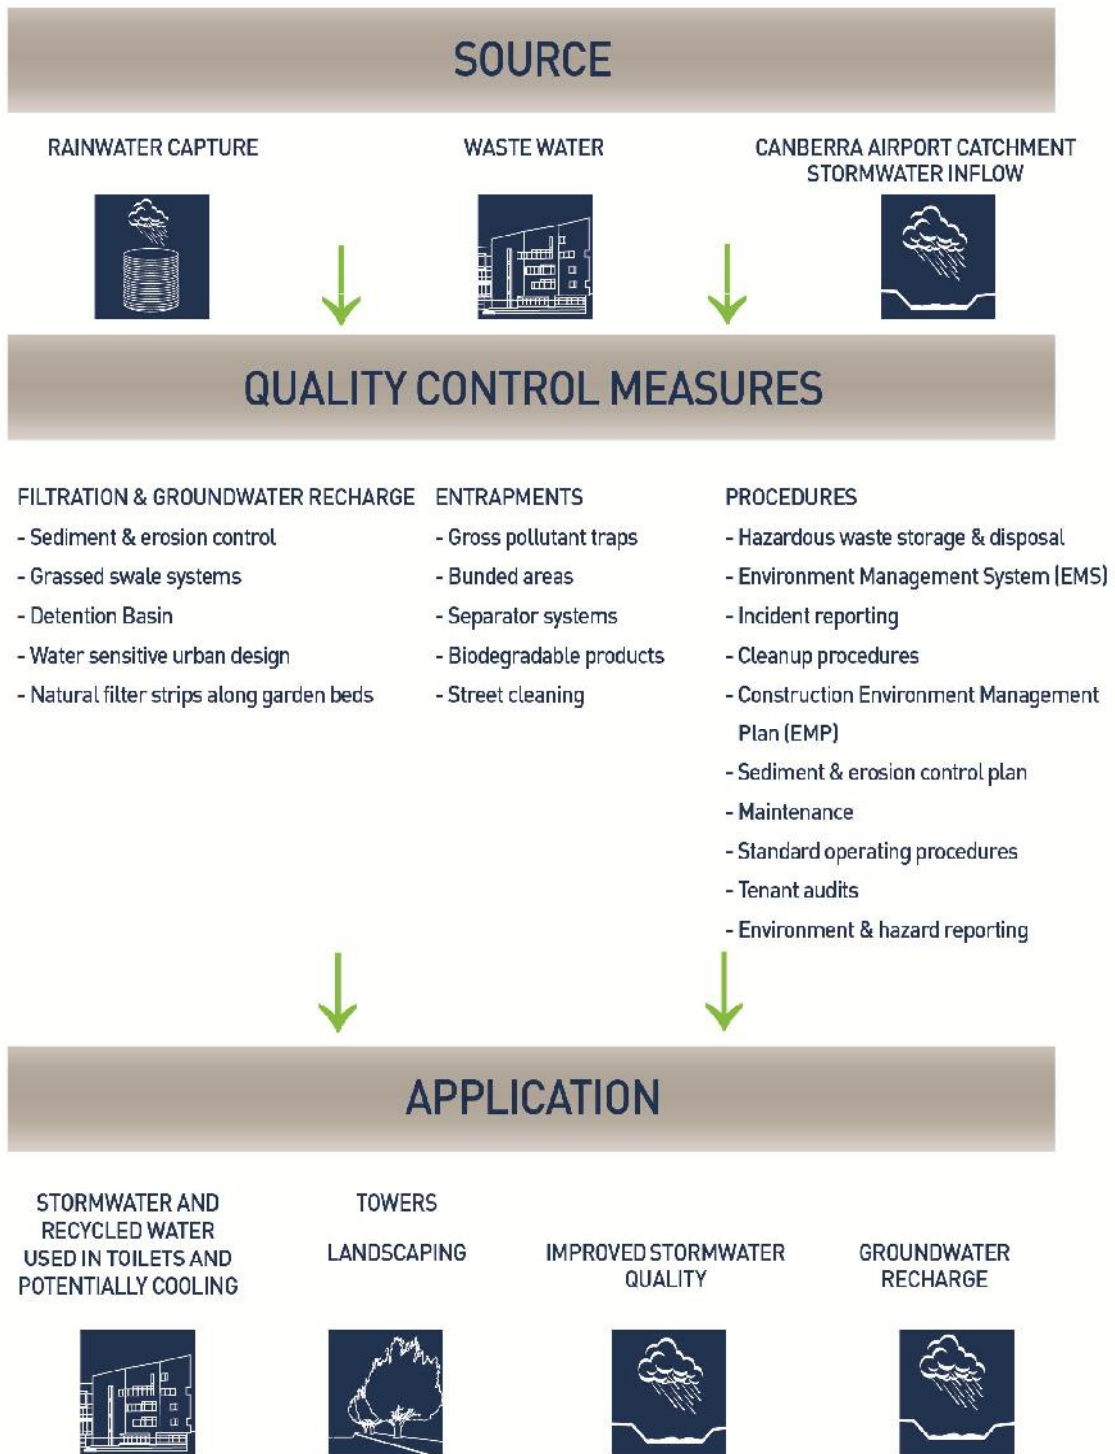 SOURCE
RAINWATER CAPTURE
WASTE WATER
CANBERRA AIRPORT CATCHMENT
STORMWATER INFLOW
QUALITY CONTROL MEASURES
FILTRATION & GROUNDWATER RECHARGE
- Sediment & erosion control
- Grassed swale systems
- Detention Basin
- Water sensitive urban design
- Natural filter strips along garden beds
ENTRAPMENTS
- Gross pollutant traps
- Bunded areas
- Separator systems
- Biodegradable products
- Street cleaning
PROCEDURES
- Hazardous waste storage & disposal
- Environment Management System (EMS)
- Incident reporting
- Cleanup procedures
- Construction Environment Management
Plan (EMP)
- Sediment & erosion control plan
- Maintenance
- Standard operating procedures
- Tenant audits
- Environment & hazard reporting
APPLICATION
STORMWATER AND
RECYCLED WATER
USED IN TOILETS AND
POTENTIALLY COOLING
TOWERS
LANDSCAPING
IMPROVED STORMWATER
QUALITY
GROUNDWATER
RECHARGE